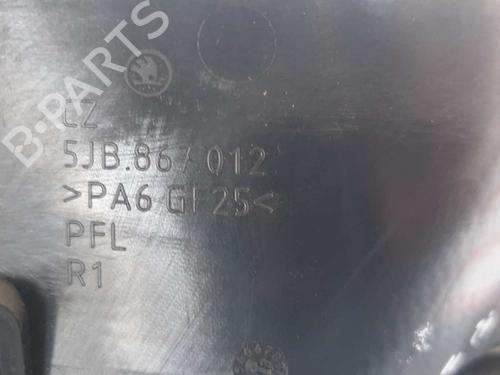 B-PARTS
CZ
5JB.867 012
>PA6 GF25<
PFL
R1